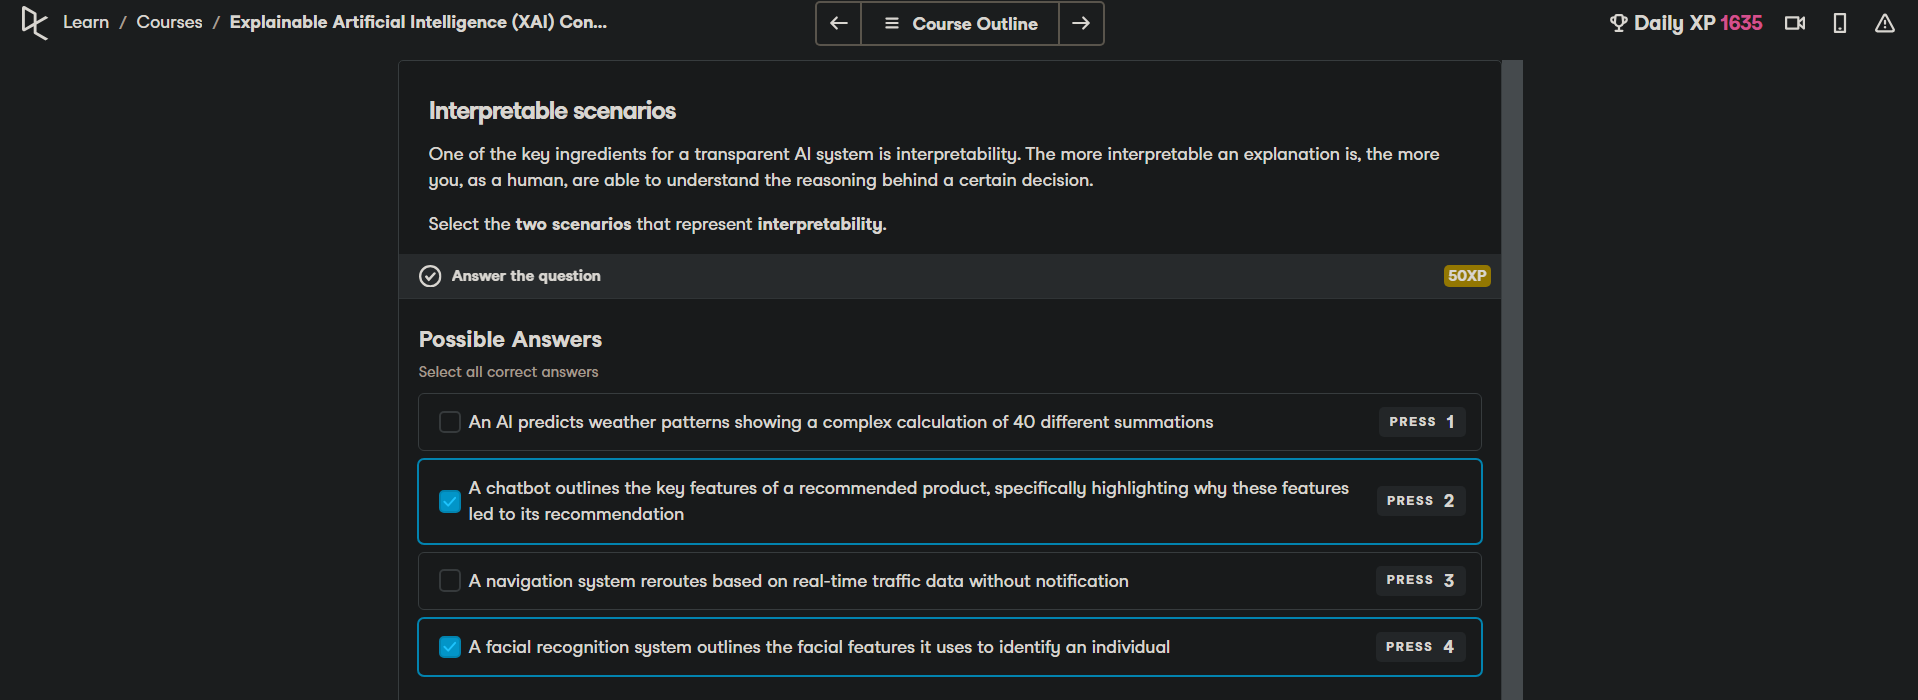 Learn / Courses / Explainable Artificial Intelligence (XAI) Con...
Course Outline
Daily XP 1635
Interpretable scenarios
One of the key ingredients for a transparent AI system is interpretability. The more interpretable an explanation is, the more
you, as a human, are able to understand the reasoning behind a certain decision.
Select the two scenarios that represent interpretability.
Answer the question
50XP
Possible Answers
Select all correct answers
An AI predicts weather patterns showing a complex calculation of 40 different summations
PRESS 1
A chatbot outlines the key features of a recommended product, specifically highlighting why these features
led to its recommendation
PRESS 2
A navigation system reroutes based on real-time traffic data without notification
PRESS 3
A facial recognition system outlines the facial features it uses to identify an individual
PRESS 4